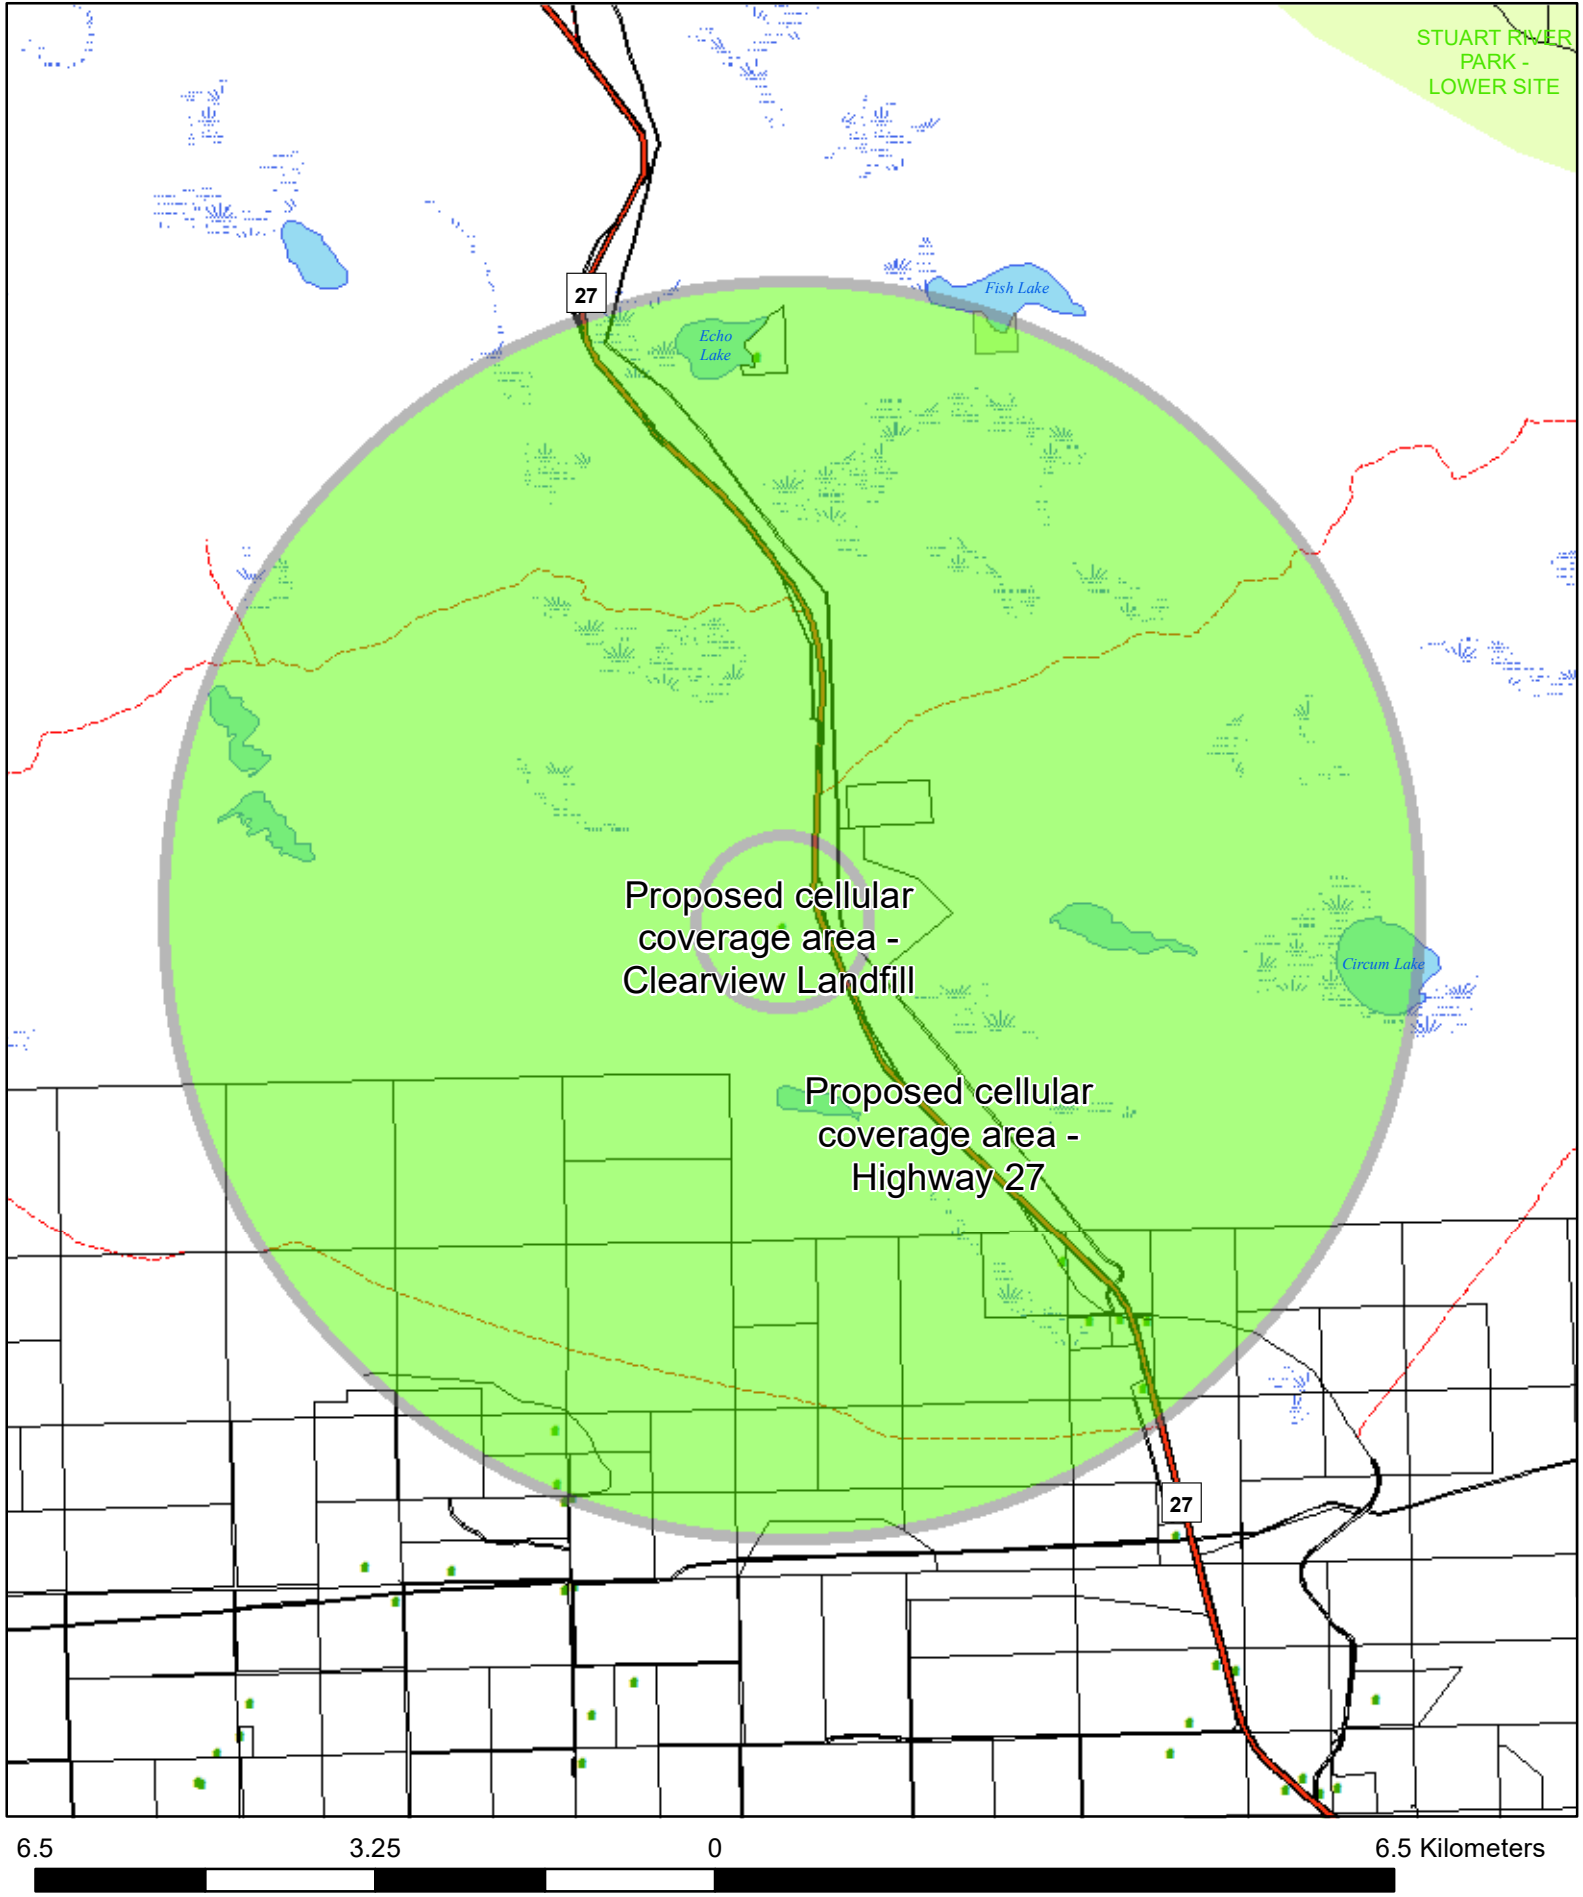 STUART RIVER
PARK -
LOWER SITE
27
Fish Lake
Echo
Lake
Proposed cellular
coverage area -
Clearview Landfill
Circum Lake
Proposed cellular
coverage area -
Highway 27
27
6.5
3.25
0
6.5 Kilometers